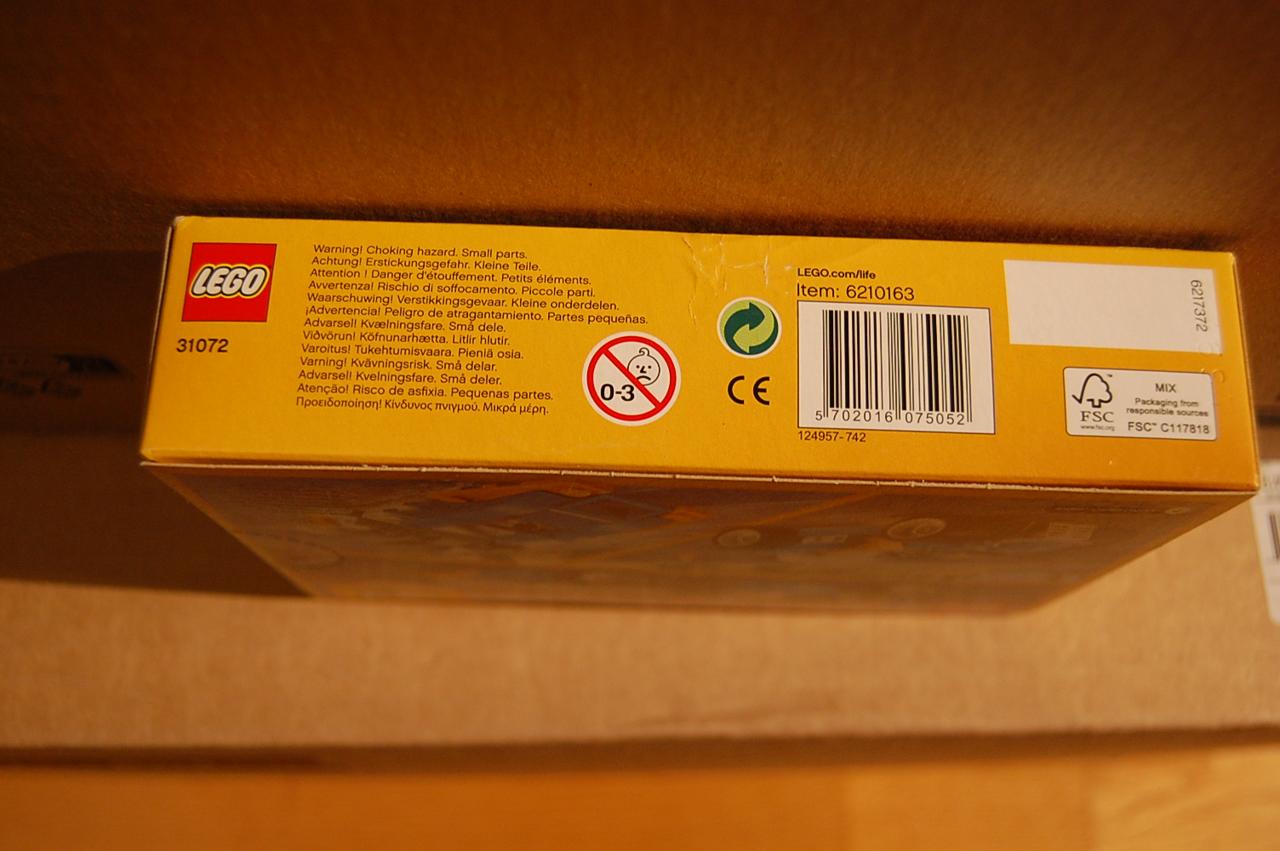 LEGO
31072
Warning! Choking hazard. Small parts.
Achtung! Erstickungsgefahr. Kleine Teile.
Attention ! Danger d'étouffement. Petits éléments.
Avvertenza! Rischio di soffocamento. Piccole parti.
Waarschuwing! Verstikkingsgevaar. Kleine onderdelen.
¡Advertencia! Peligro de atragantamiento. Partes pequeñas.
Advarsel! Kvælningsfare. Små dele.
Viðvörun! Köfnunarhætta. Litlir hlutir.
Varoitus! Tukehtumisvaara. Pieniä osia.
Varning! Kvävningsrisk. Små delar.
Advarsel! Kvelningsfare. Små deler.
Atenção! Risco de asfixia. Pequenas partes.
Προειδοποίηση! Κίνδυνος πνιγμού. Μικρά μέρη.
0-3
CE
LEGO.com/life
Item: 6210163
5 702016 075052
124957-742
6217372
FSC
www.fsc.org
MIX
Packaging from
responsible sources
FSC™ C117818